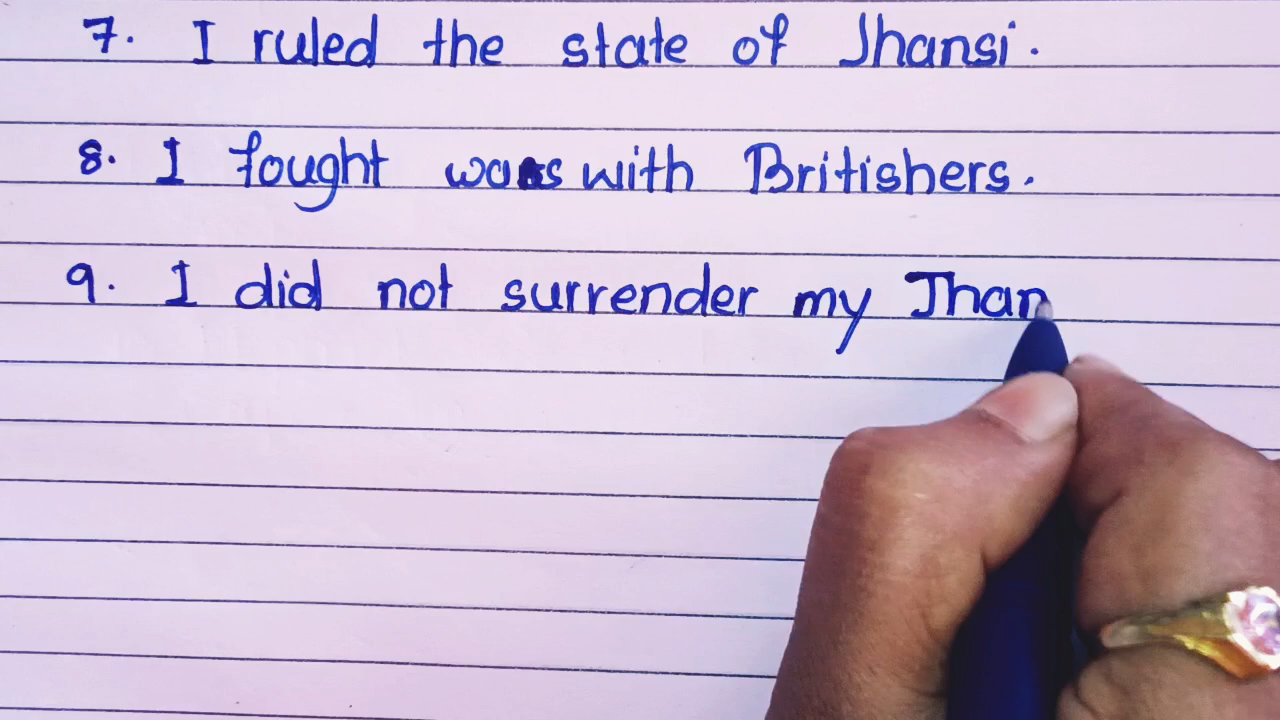 7. I ruled the state of Jhansi.
8. I fought wars with Britishers.
9. I did not surrender my Jhan